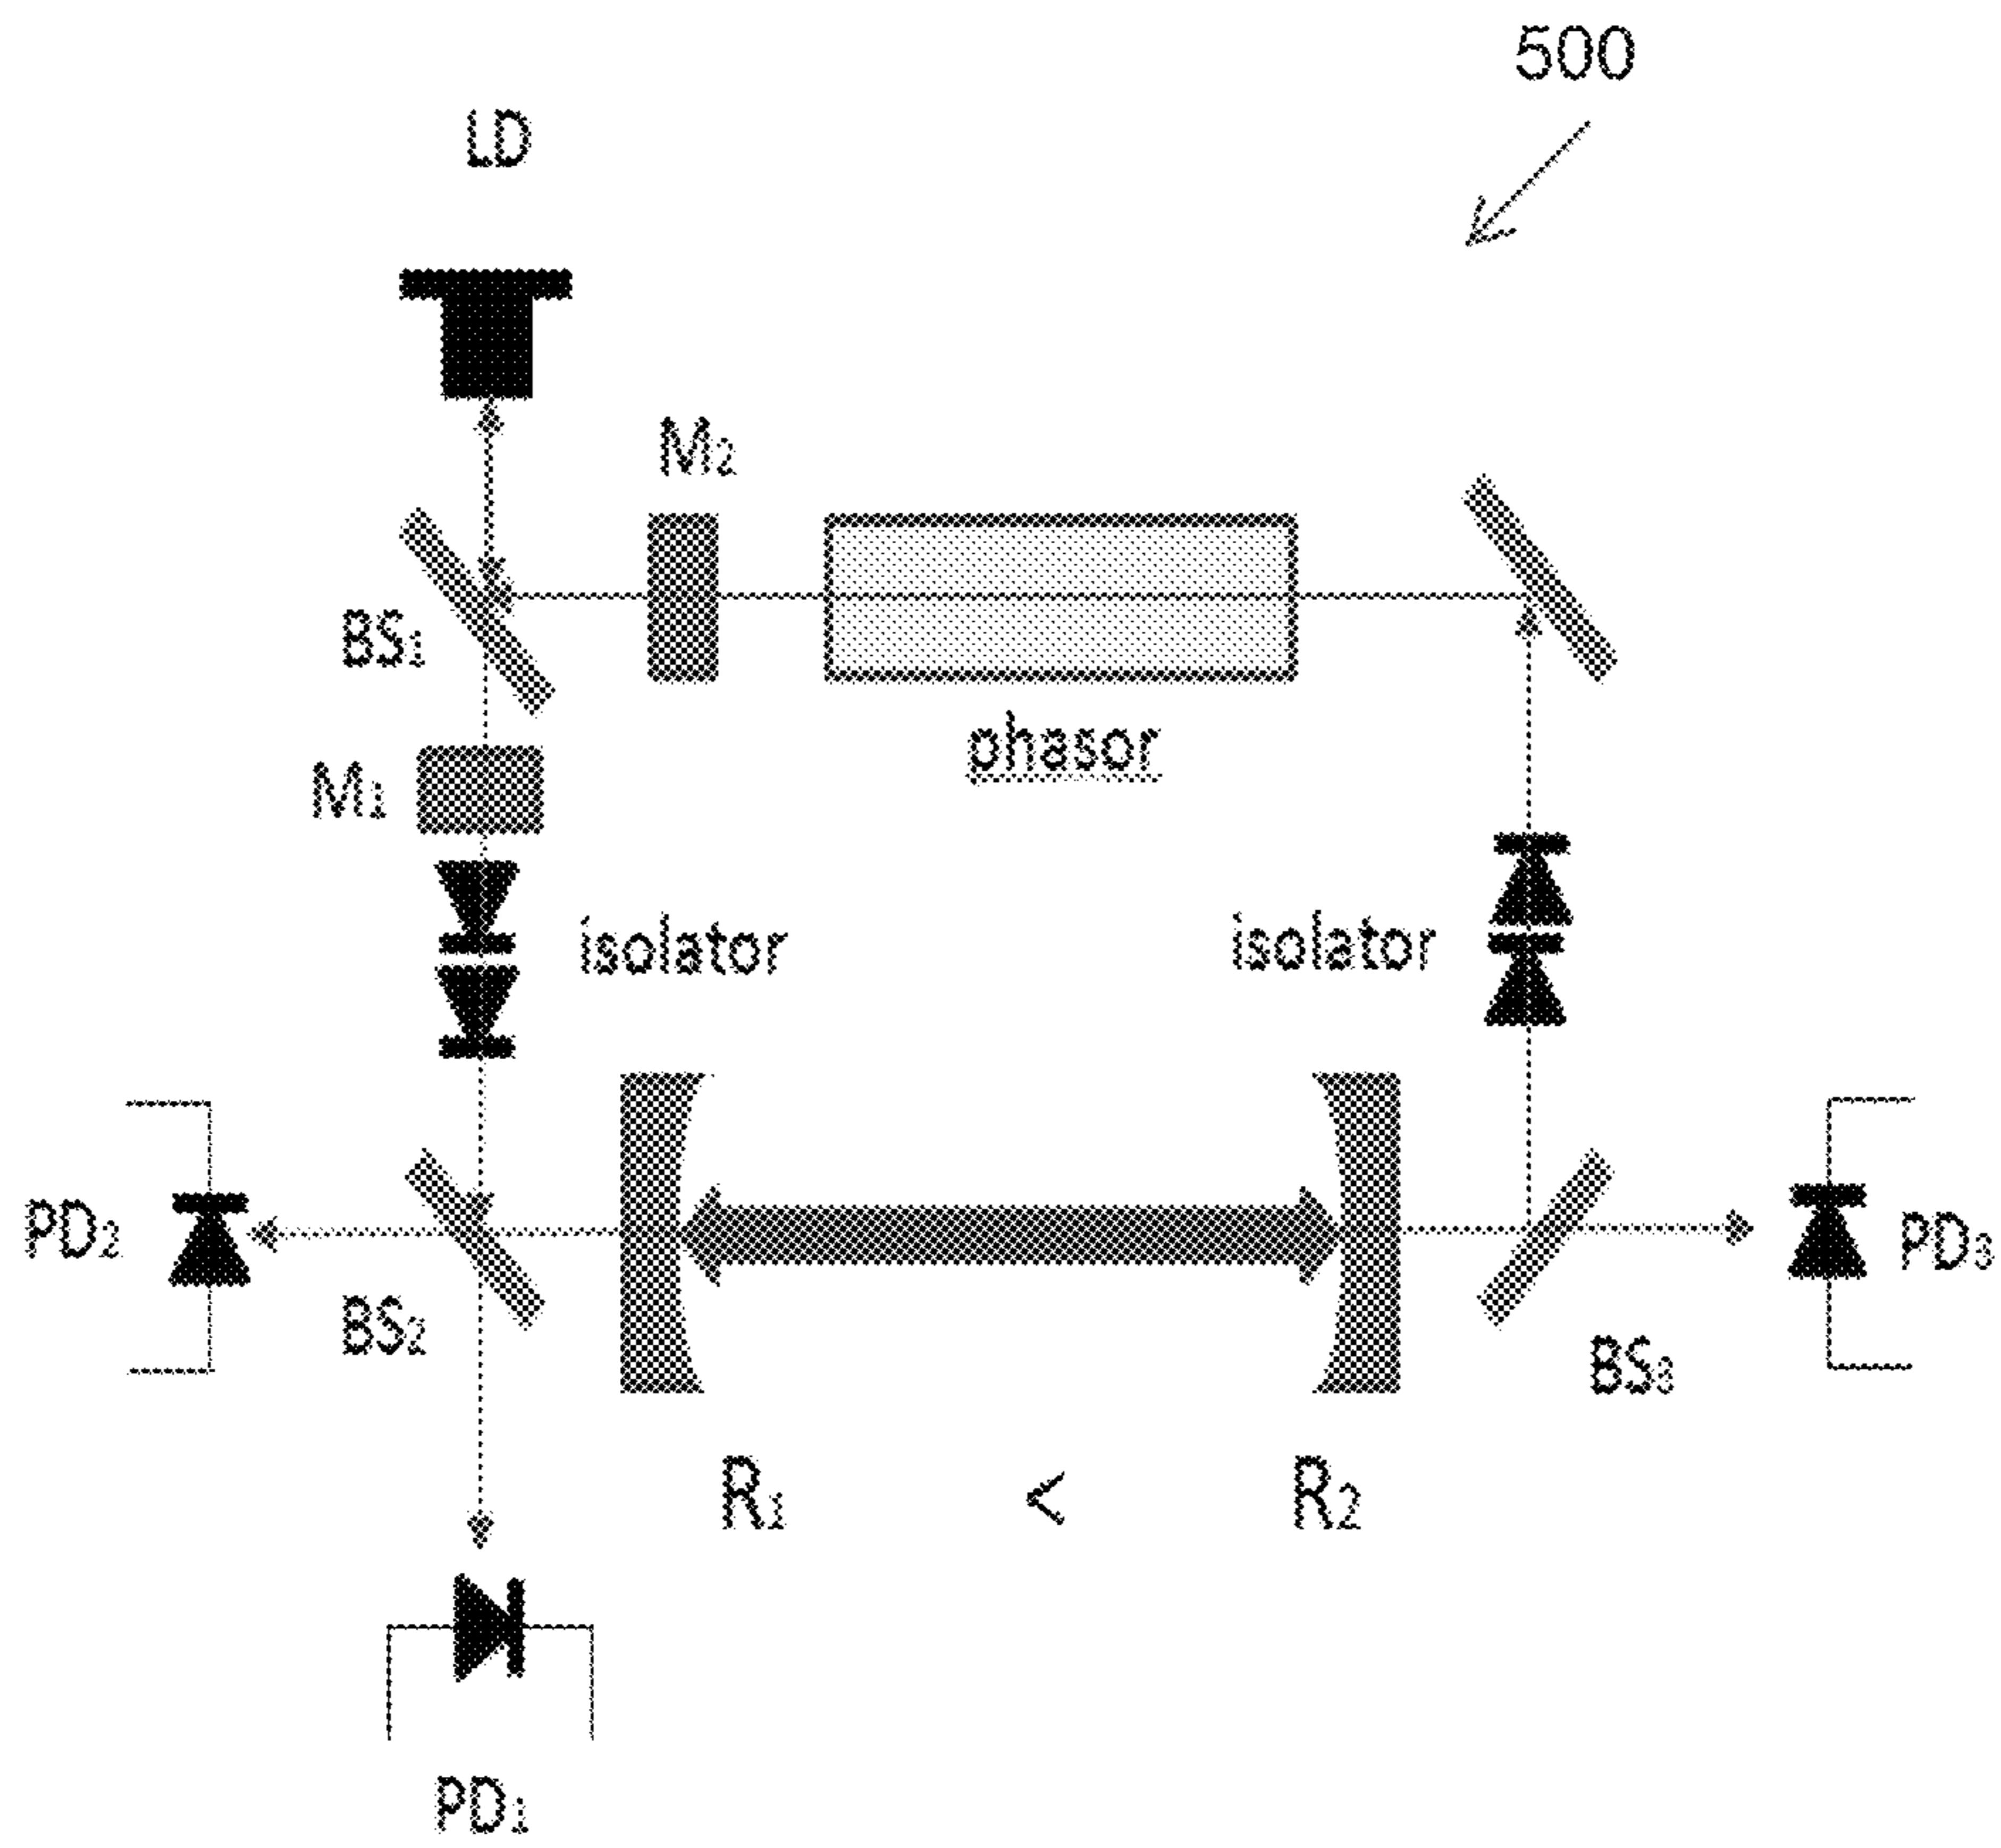 500
LD
M2
BS1
phasor
M1
isolator
isolator
PD2
PD3
BS2
BS3
R1 < R2
PD1